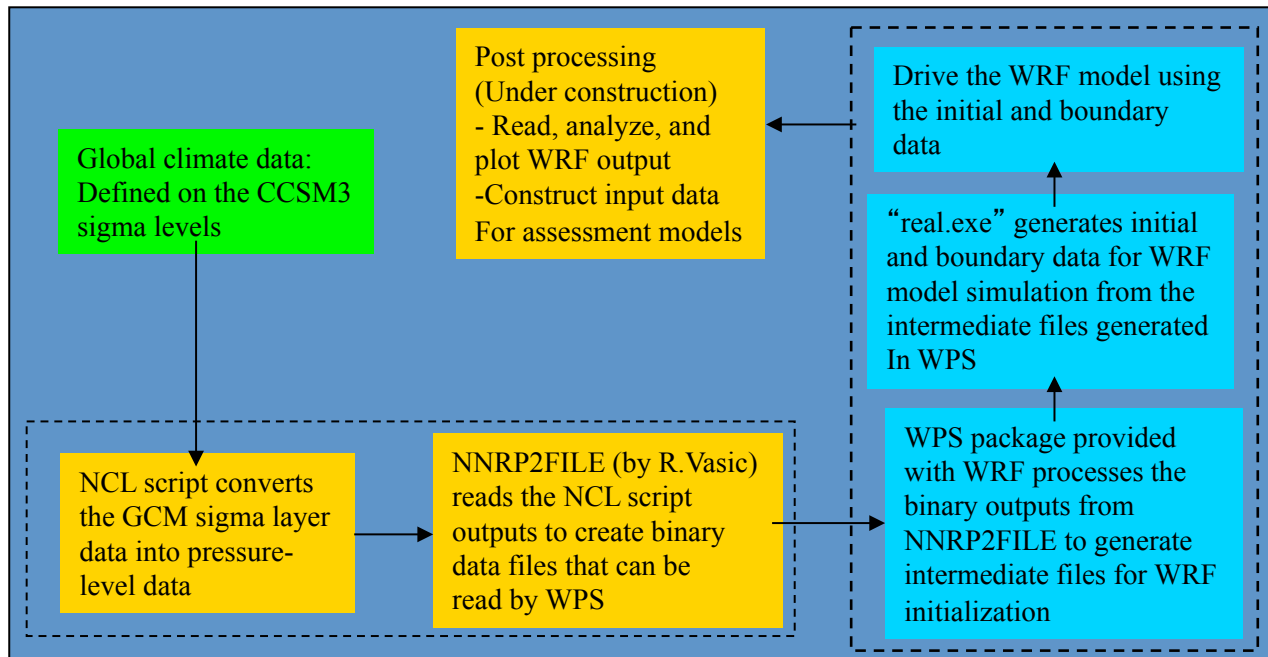 Global climate data:
Defined on the CCSM3
sigma levels
NCL script converts
the GCM sigma layer
data into pressure-
level data
NNRP2FILE (by R.Vasic)
reads the NCL script
outputs to create binary
data files that can be
read by WPS
WPS package provided
with WRF processes the
binary outputs from
NNRP2FILE to generate
intermediate files for WRF
initialization
“real.exe” generates initial
and boundary data for WRF
model simulation from the
intermediate files generated
In WPS
Drive the WRF model using
the initial and boundary
data
Post processing
(Under construction)
- Read, analyze, and
plot WRF output
-Construct input data
For assessment models